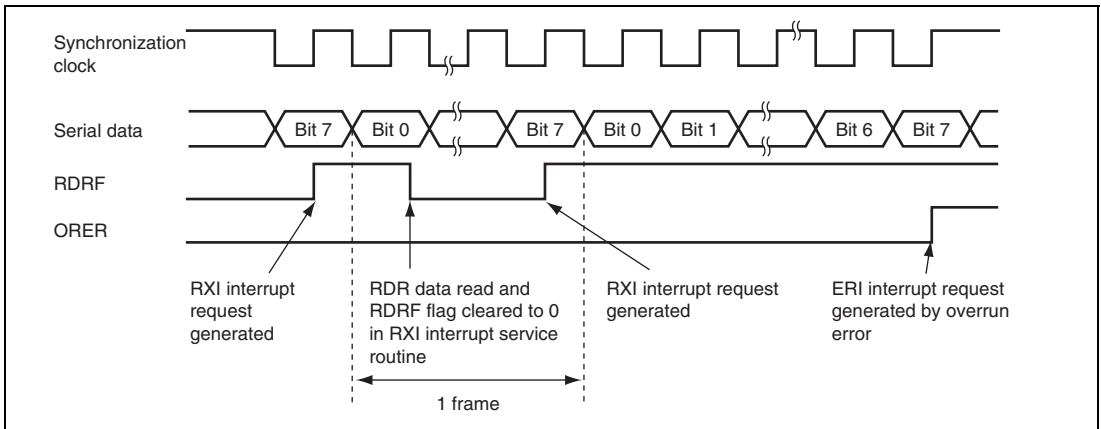 Synchronization
clock
Serial data
Bit 7 Bit 0 Bit 7 Bit 0 Bit 1 Bit 6 Bit 7
RDRF
ORER
RXI interrupt
request
generated
RDR data read and
RDRF flag cleared to 0
in RXI interrupt service
routine
RXI interrupt request
generated
ERI interrupt request
generated by overrun
error
1 frame